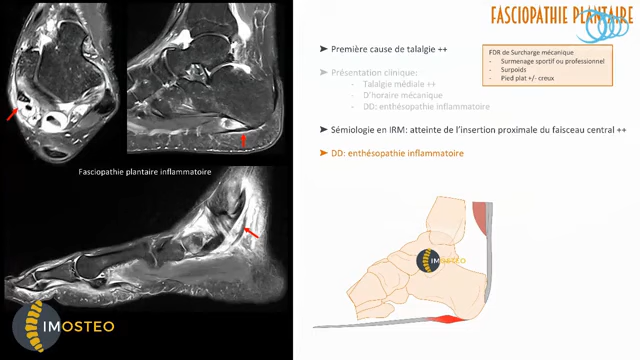 FASCIOPATHIE PLANTAIRE
➤ Première cause de talalgie ++
FDR de Surcharge mécanique
- Surmenage sportif ou professionnel
- Surpoids
- Pied plat +/- creux
➤ Présentation clinique:
• Talalgie médiale ++
• D'horaire mécanique
• DD: enthésopathie inflammatoire
➤ Sémiologie en IRM: atteinte de l'insertion proximale du faisceau central ++
➤ DD: enthésopathie inflammatoire
Fasciopathie plantaire inflammatoire
IMOSTEO
IMOSTEO